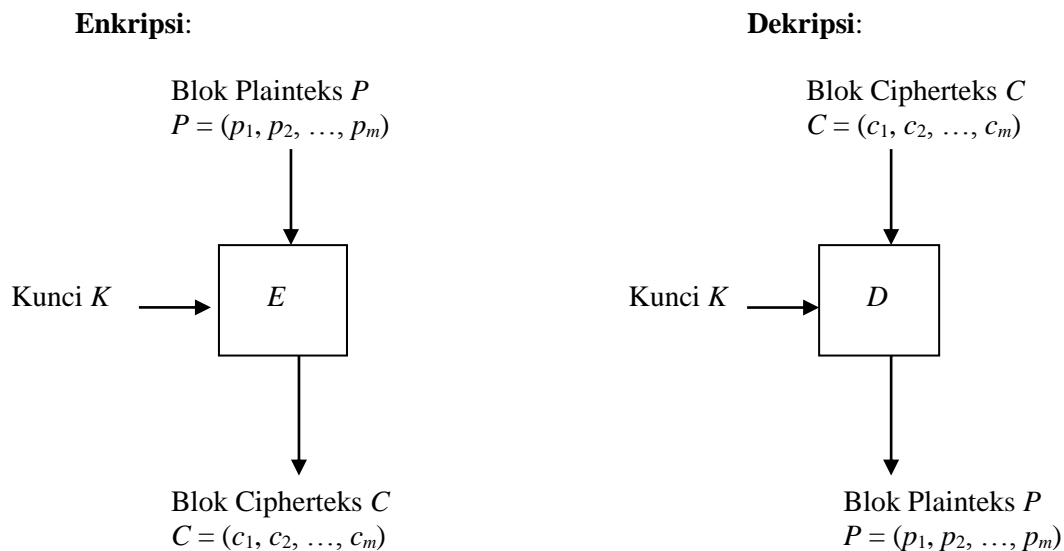 Enkripsi:
Blok Plainteks P
P = (p1, p2, …, pm)
Kunci K
E
Blok Cipherteks C
C = (c1, c2, …, cm)
Dekripsi:
Blok Cipherteks C
C = (c1, c2, …, cm)
Kunci K
D
Blok Plainteks P
P = (p1, p2, …, pm)